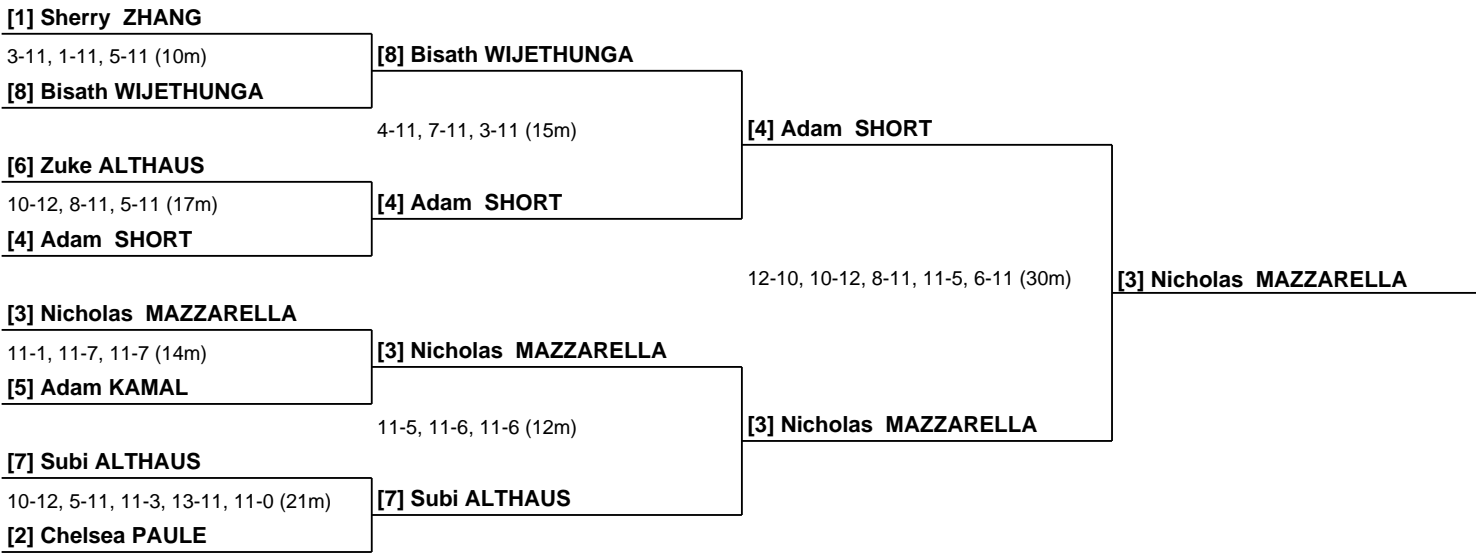 [1] Sherry ZHANG
3-11, 1-11, 5-11 (10m)
[8] Bisath WIJETHUNGA
[8] Bisath WIJETHUNGA
4-11, 7-11, 3-11 (15m)
[4] Adam SHORT
[6] Zuke ALTHAUS
10-12, 8-11, 5-11 (17m)
[4] Adam SHORT
[4] Adam SHORT
12-10, 10-12, 8-11, 11-5, 6-11 (30m)
[3] Nicholas MAZZARELLA
[3] Nicholas MAZZARELLA
11-1, 11-7, 11-7 (14m)
[3] Nicholas MAZZARELLA
[5] Adam KAMAL
11-5, 11-6, 11-6 (12m)
[3] Nicholas MAZZARELLA
[7] Subi ALTHAUS
10-12, 5-11, 11-3, 13-11, 11-0 (21m)
[7] Subi ALTHAUS
[2] Chelsea PAULE